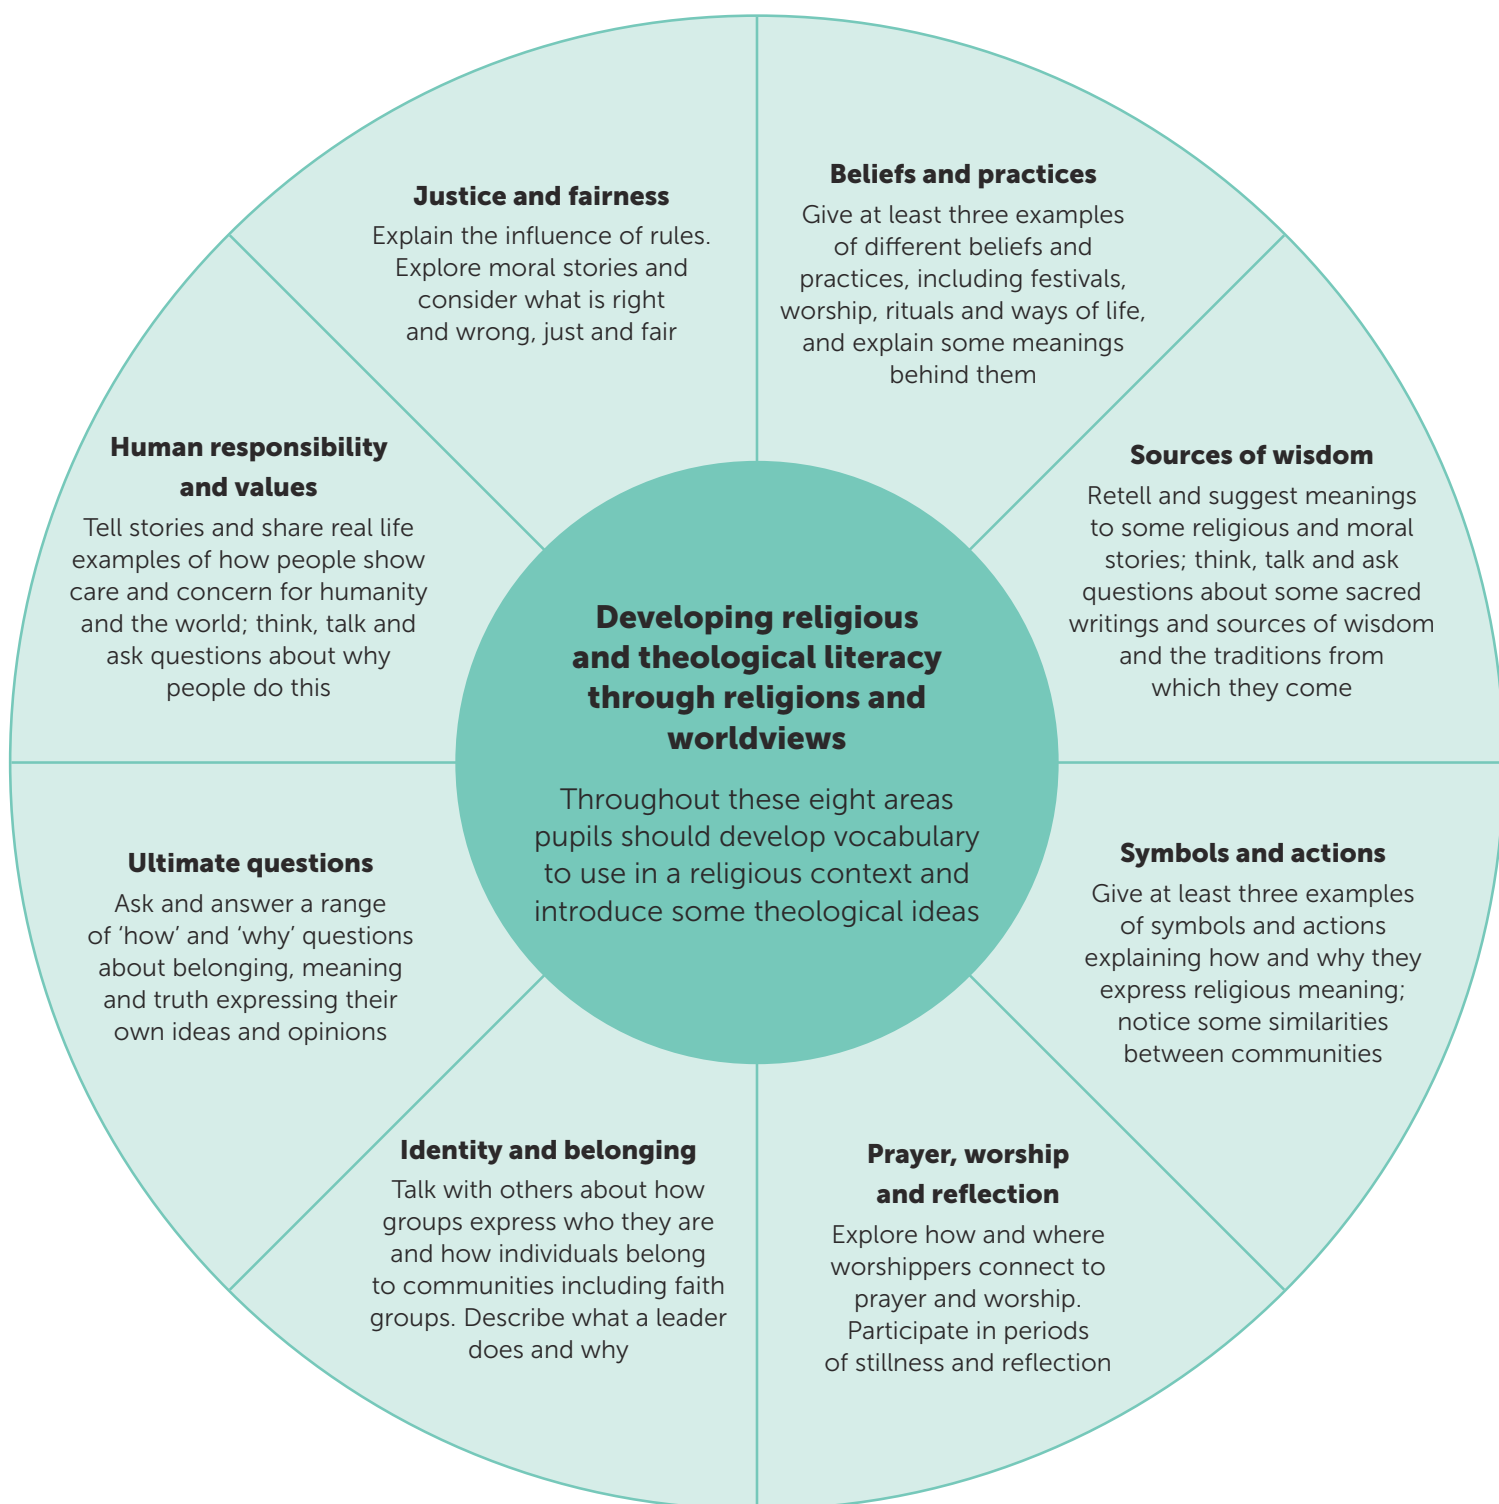 Beliefs and practices
Give at least three examples
of different beliefs and
practices, including festivals,
worship, rituals and ways of life,
and explain some meanings
behind them
Sources of wisdom
Retell and suggest meanings
to some religious and moral
stories; think, talk and ask
questions about some sacred
writings and sources of wisdom
and the traditions from
which they come
Symbols and actions
Give at least three examples
of symbols and actions
explaining how and why they
express religious meaning;
notice some similarities
between communities
Prayer, worship
and reflection
Explore how and where
worshippers connect to
prayer and worship.
Participate in periods
of stillness and reflection
Identity and belonging
Talk with others about how
groups express who they are
and how individuals belong
to communities including faith
groups. Describe what a leader
does and why
Ultimate questions
Ask and answer a range
of ‘how’ and ‘why’ questions
about belonging, meaning
and truth expressing their
own ideas and opinions
Human responsibility
and values
Tell stories and share real life
examples of how people show
care and concern for humanity
and the world; think, talk and
ask questions about why
people do this
Justice and fairness
Explain the influence of rules.
Explore moral stories and
consider what is right
and wrong, just and fair
Developing religious
and theological literacy
through religions and
worldviews
Throughout these eight areas
pupils should develop vocabulary
to use in a religious context and
introduce some theological ideas